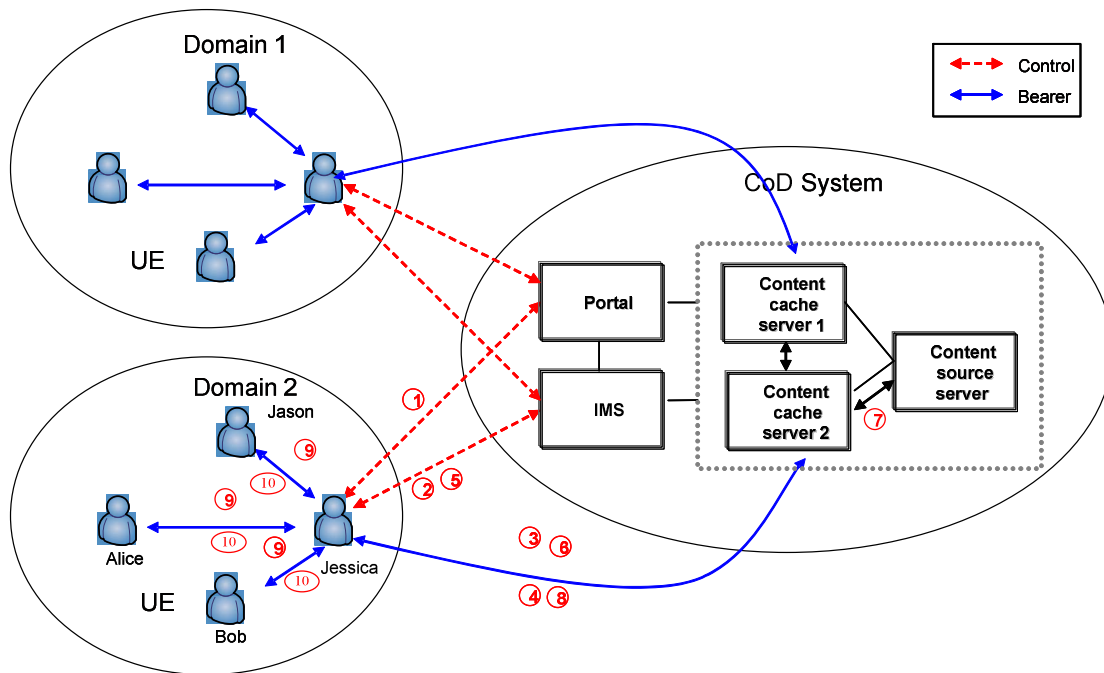 Domain 1
UE
Control
Bearer
CoD System
Portal
IMS
Content
cache
server 1
Content
cache
server 2
Content
source
server
7
Domain 2
Jason
9
10
9
Alice
10
9
10
UE
Bob
Jessica
1
2
5
3
6
4
8